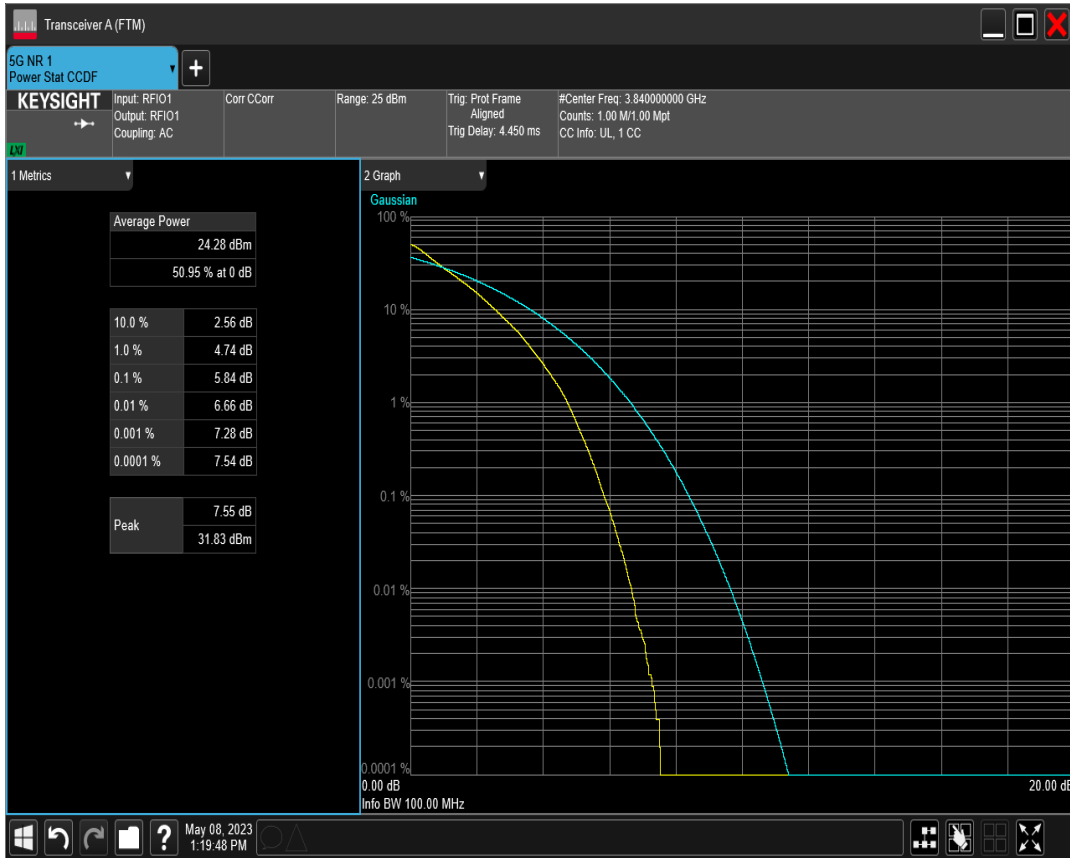 Transceiver A (FTM)
5G NR 1
Power Stat CCDF
KEYSIGHT
LXI
Input: RFIO1
Output: RFIO1
Coupling: AC
Corr CCorr
Range: 25 dBm
Trig: Prot Frame
Aligned
Trig Delay: 4.450 ms
#Center Freq: 3.840000000 GHz
Counts: 1.00 M/1.00 Mpt
CC Info: UL, 1 CC
1 Metrics
Average Power
24.28 dBm
50.95 % at 0 dB
10.0 % 2.56 dB
1.0 % 4.74 dB
0.1 % 5.84 dB
0.01 % 6.66 dB
0.001 % 7.28 dB
0.0001 % 7.54 dB
Peak
7.55 dB
31.83 dBm
2 Graph
Gaussian
100 %
10 %
1 %
0.1 %
0.01 %
0.001 %
0.0001 %
0.00 dB 20.00 dB
Info BW 100.00 MHz
?
May 08, 2023
1:19:48 PM